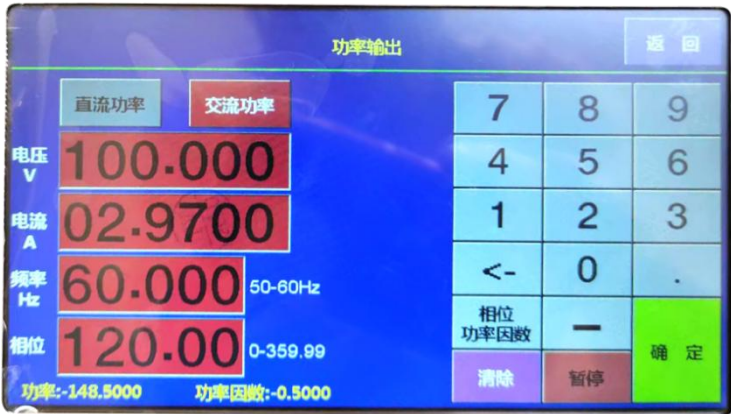 功率输出 返 回
直流功率 交流功率
电压 V 100.000
电流 A 02.9700
频率 Hz 60.000 50-60Hz
相位 120.00 0-359.99
功率:-148.5000 功率因数:-0.5000
7 8 9
4 5 6
1 2 3
<- 0 .
相位
功率因数 — 确 定
清除 暂停